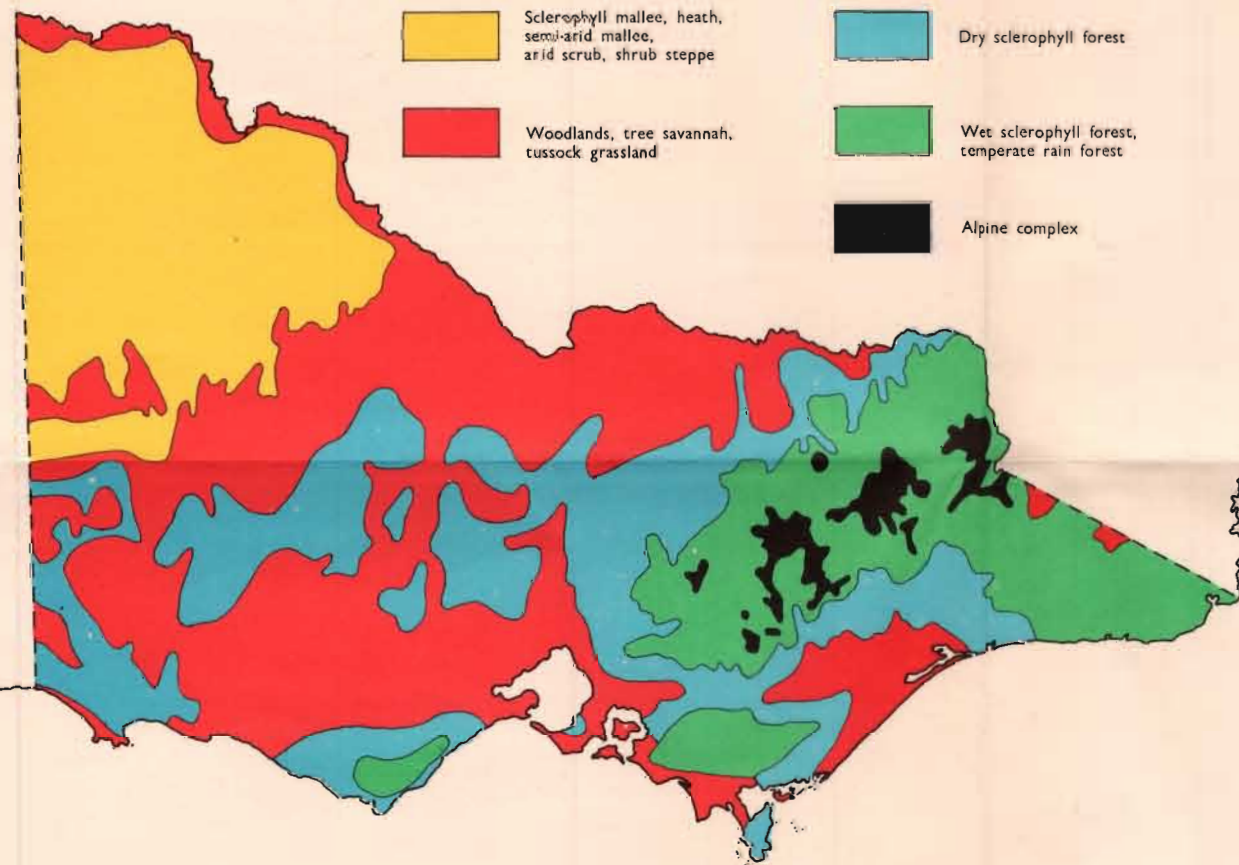 Sclerophyll mallee, heath,
semi-arid mallee,
arid scrub, shrub steppe
Woodlands, tree savannah,
tussock grassland
Dry sclerophyll forest
Wet sclerophyll forest,
temperate rain forest
Alpine complex